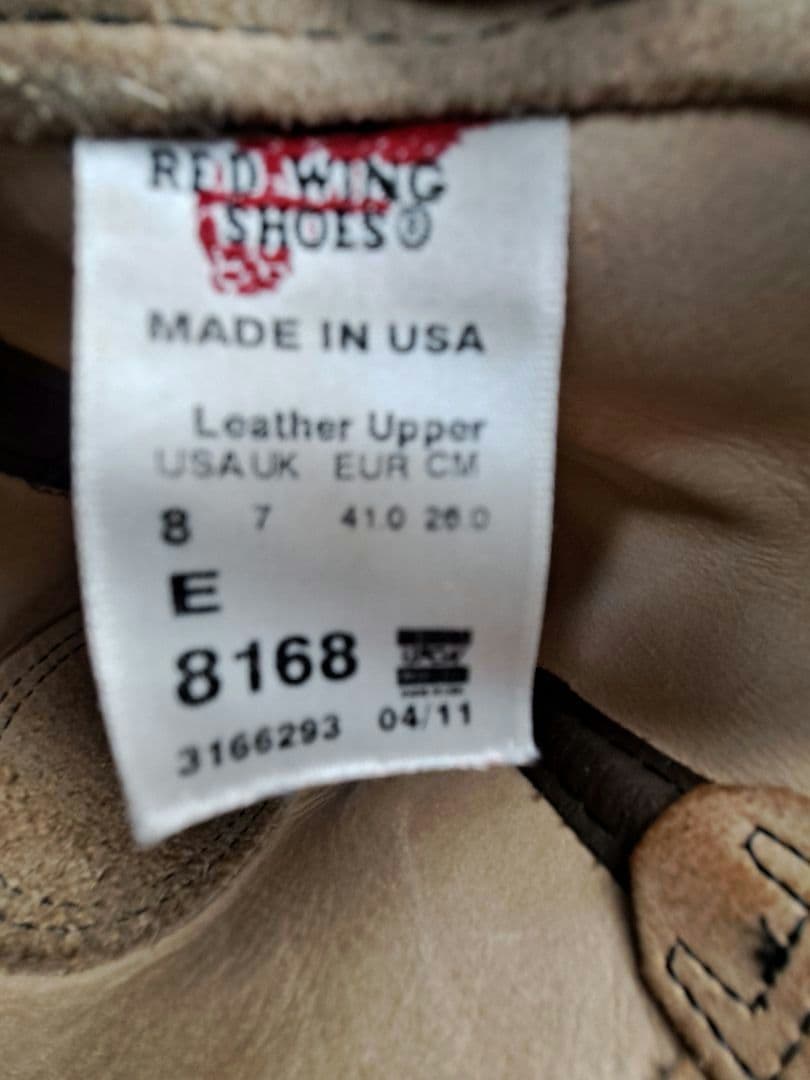 RED WING
SHOES®
MADE IN USA
Leather Upper
USA UK EUR CM
8 7 41.0 26.0
E
8168
UFCW
3166293 04/11